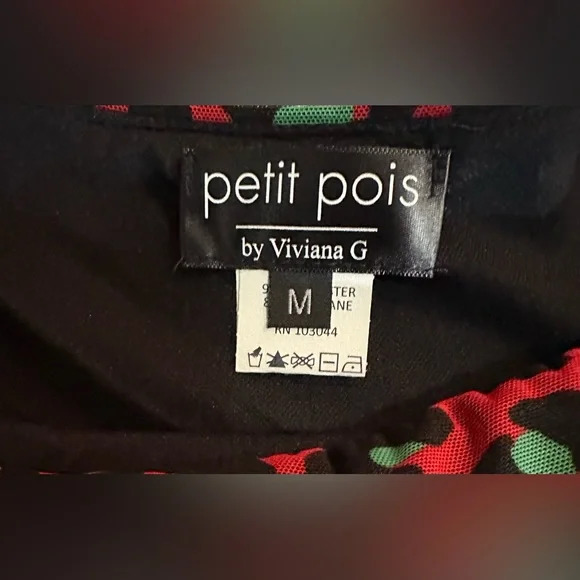 petit pois
by Viviana G
M
RN 103044